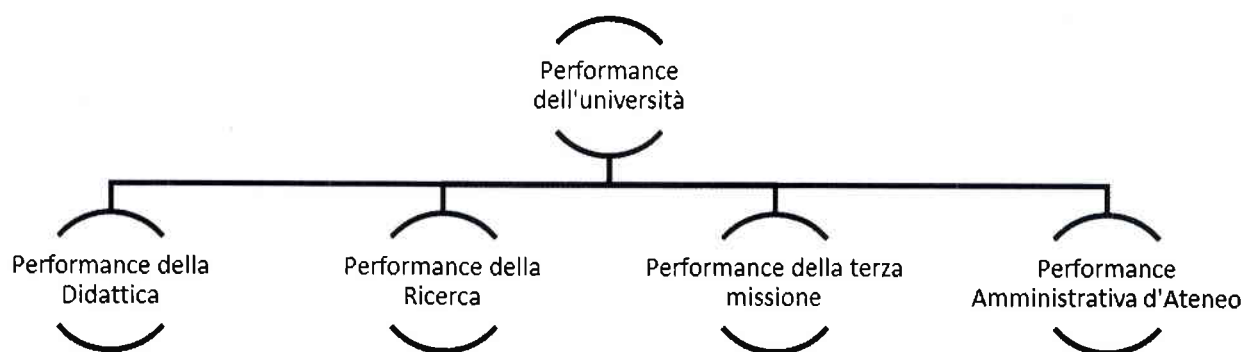 Performance
dell'università
Performance della
Didattica
Performance della
Ricerca
Performance della terza
missione
Performance
Amministrativa d'Ateneo